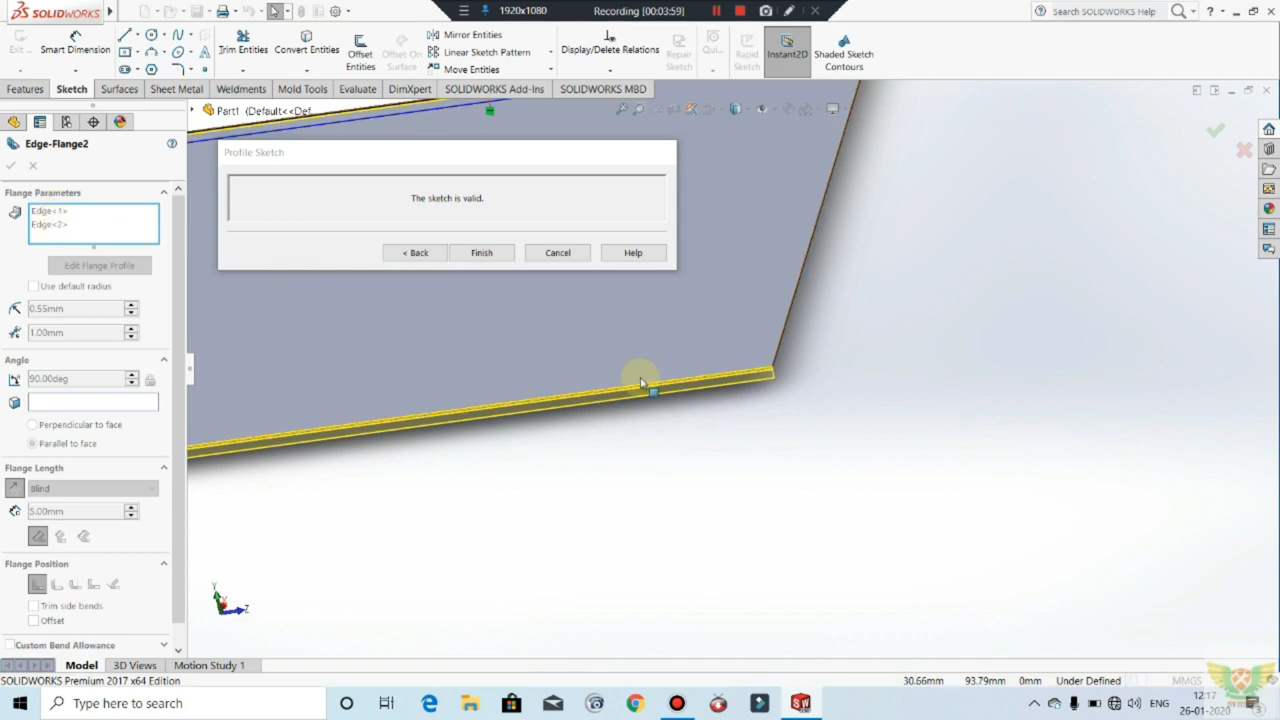 SOLIDWORKS
1920x1080
Recording [00:03:59]
Search SOLIDWORKS Help
Exit...
Smart Dimension
Trim Entities
Convert Entities
Offset Entities
Offset On Surface
Mirror Entities
Linear Sketch Pattern
Move Entities
Display/Delete Relations
Repair Sketch
Qui...
Rapid Sketch
Instant2D
Shaded Sketch Contours
Features
Sketch
Surfaces
Sheet Metal
Weldments
Mold Tools
Evaluate
DimXpert
SOLIDWORKS Add-Ins
SOLIDWORKS MBD
Part1 (Default<<Def...
Edge-Flange2
Profile Sketch
The sketch is valid.
< Back
Finish
Cancel
Help
Flange Parameters
Edge<1>
Edge<2>
Edit Flange Profile
Use default radius
0.55mm
1.00mm
Angle
90.00deg
Perpendicular to face
Parallel to face
Flange Length
Blind
5.00mm
Flange Position
Trim side bends
Offset
Custom Bend Allowance
Y
Z
Model
3D Views
Motion Study 1
SOLIDWORKS Premium 2017 x64 Edition
30.66mm
93.79mm
0mm
Under Defined
MMGS
Type here to search
ENG
12:17
26-01-2020